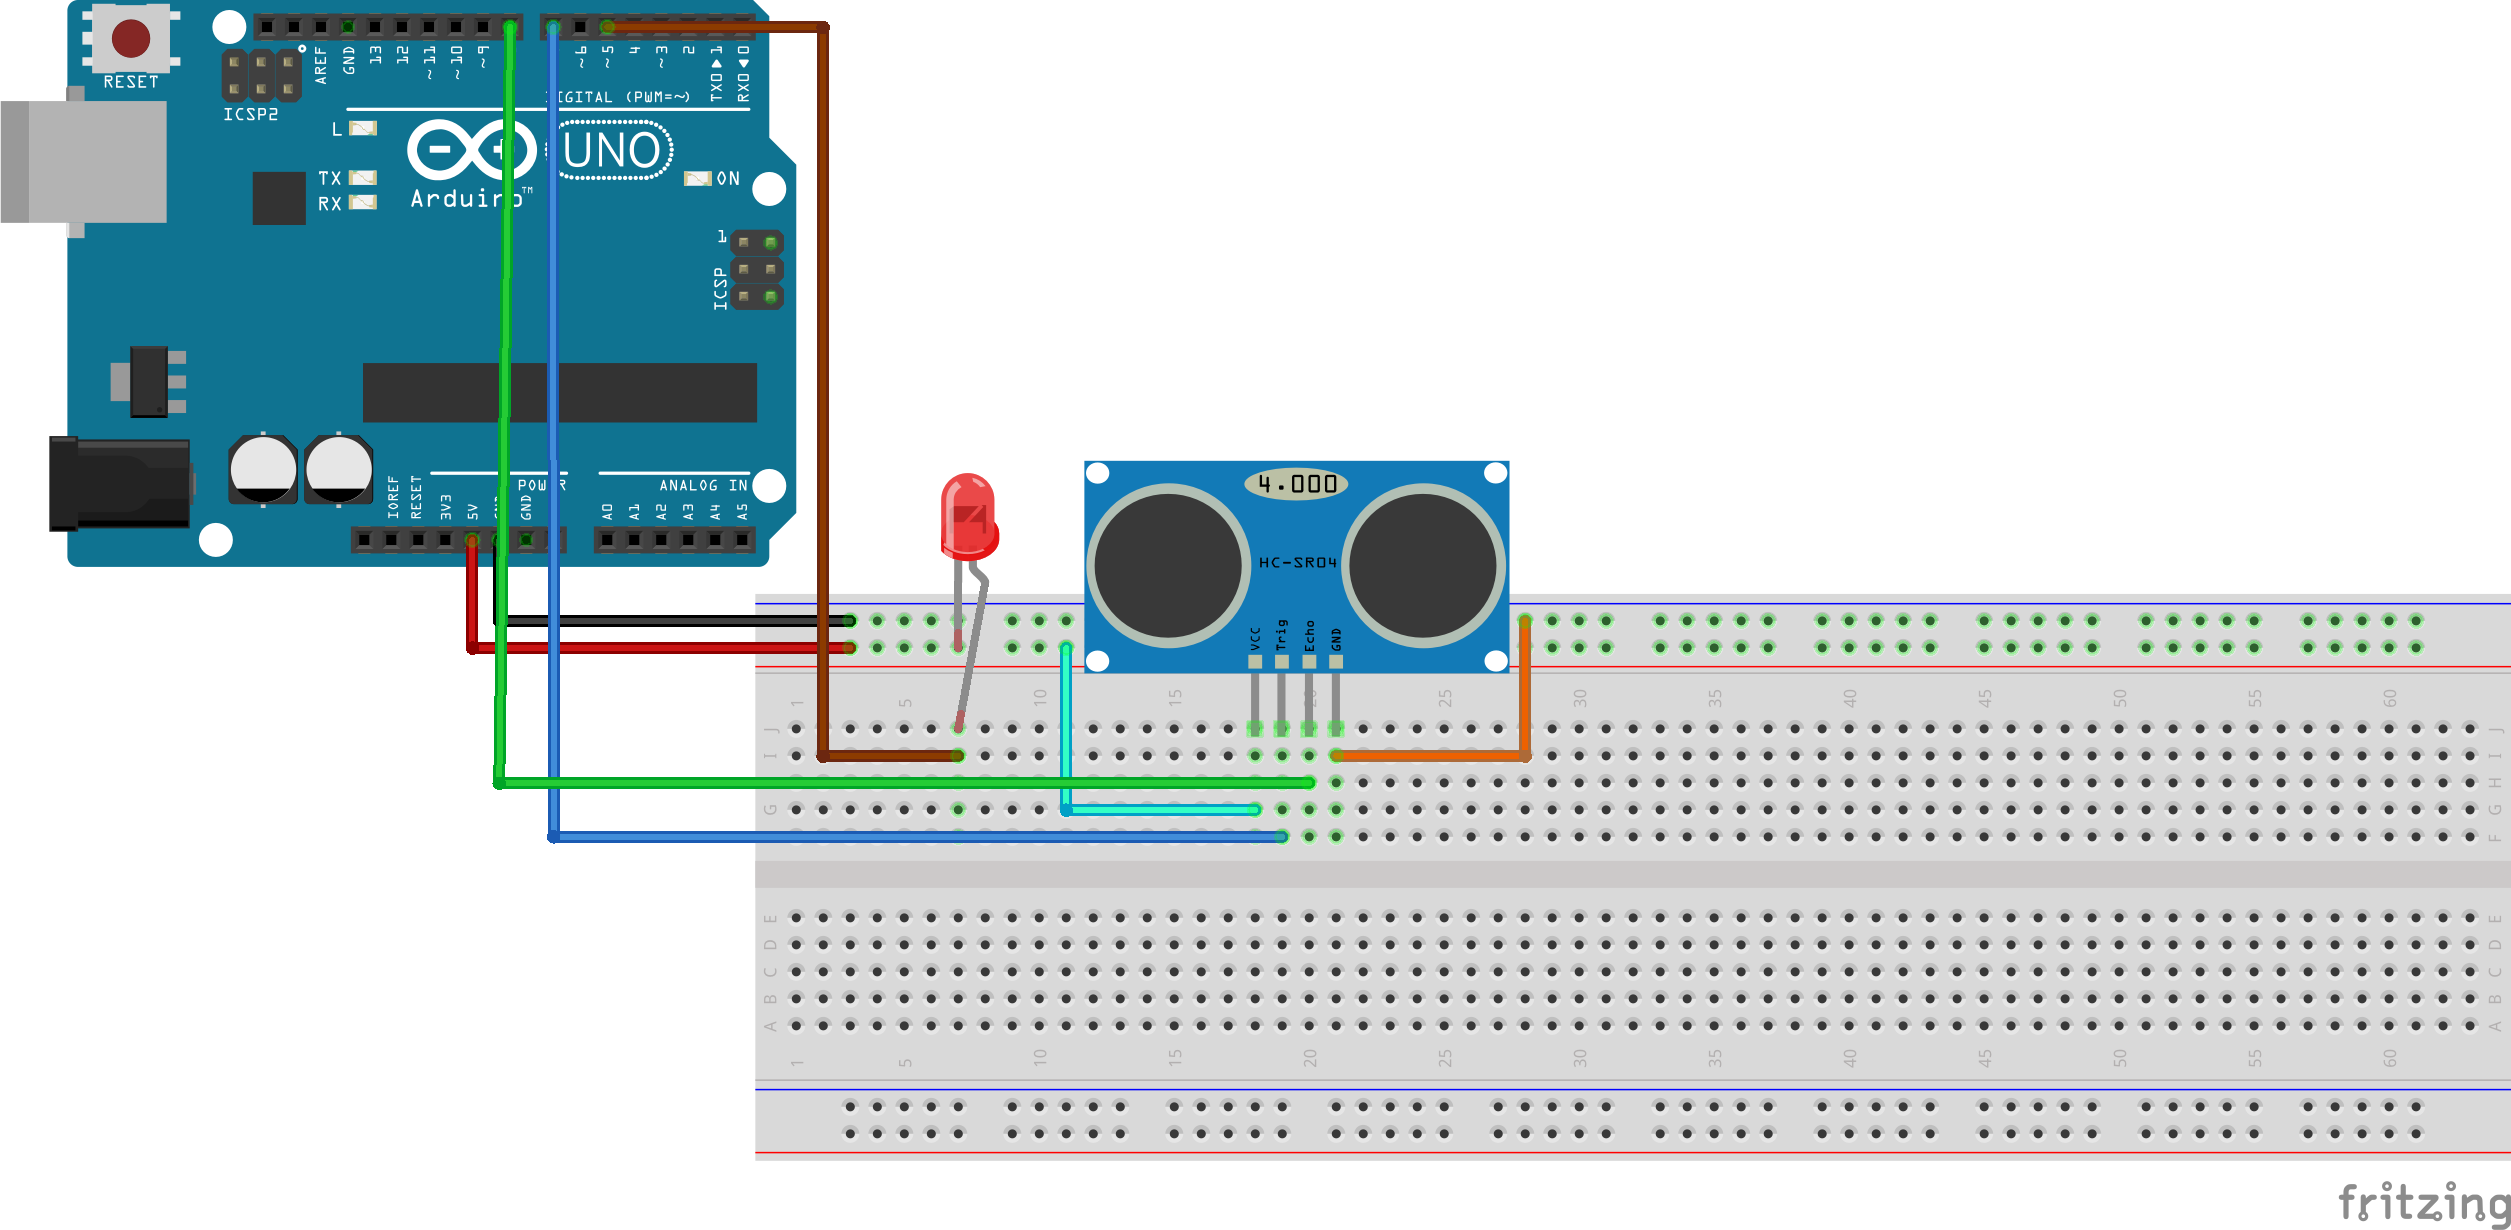 RESET
ICSP2
AREF
GND
13
12
~11
~10
~9
~6
~5
4
~3
2
TXO 1
RXO 0
DIGITAL (PWM=~)
L
TX
RX
Arduino™
UNO
ON
1
ICSP
IOREF
RESET
3V3
5V
GND
POWER
ANALOG IN
A0
A1
A2
A3
A4
A5
4.000
HC-SR04
VCC
Trig
Echo
GND
1 5 10 15 20 25 30 35 40 45 50 55 60
J J
I I
H
G G
F
E E
D D
C C
B B
A A
1 5 10 15 20 25 30 35 40 45 50 55 60
fritzing